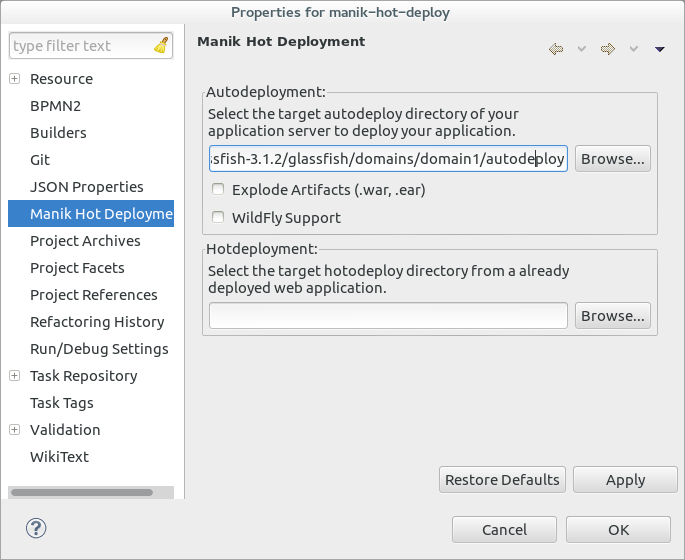 Properties for manik-hot-deploy
type filter text
Resource
BPMN2
Builders
Git
JSON Properties
Manik Hot Deployme
Project Archives
Project Facets
Project References
Refactoring History
Run/Debug Settings
Task Repository
Task Tags
Validation
WikiText
Manik Hot Deployment
Autodeployment:
Select the target autodeploy directory of your
application server to deploy your application.
sfish-3.1.2/glassfish/domains/domain1/autodeploy
Browse...
Explode Artifacts (.war, .ear)
WildFly Support
Hotdeployment:
Select the target hotodeploy directory from a already
deployed web application.
Browse...
Restore Defaults
Apply
?
Cancel
OK